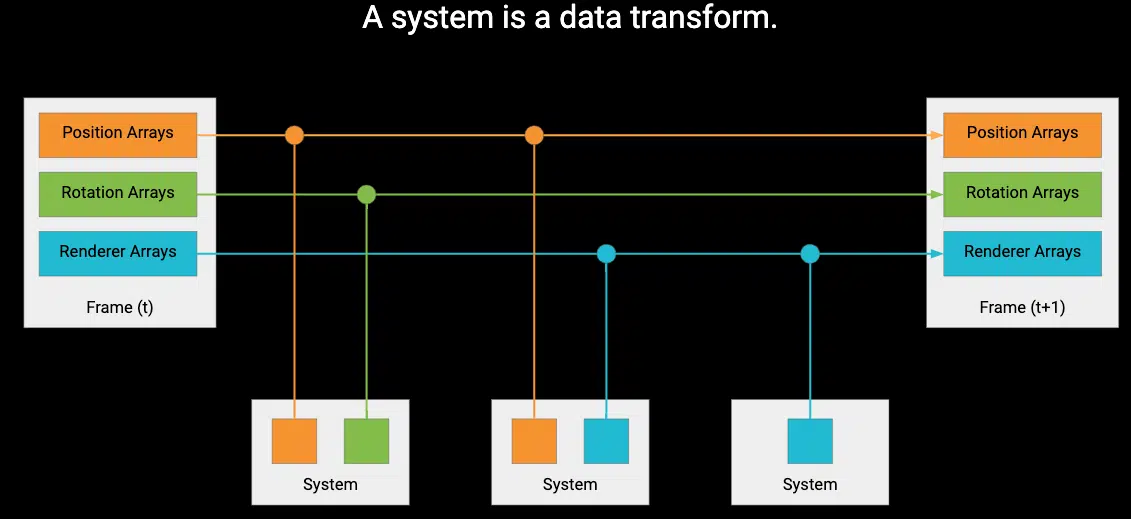 A system is a data transform.
Position Arrays
Rotation Arrays
Renderer Arrays
Frame (t)
Position Arrays
Rotation Arrays
Renderer Arrays
Frame (t+1)
System
System
System